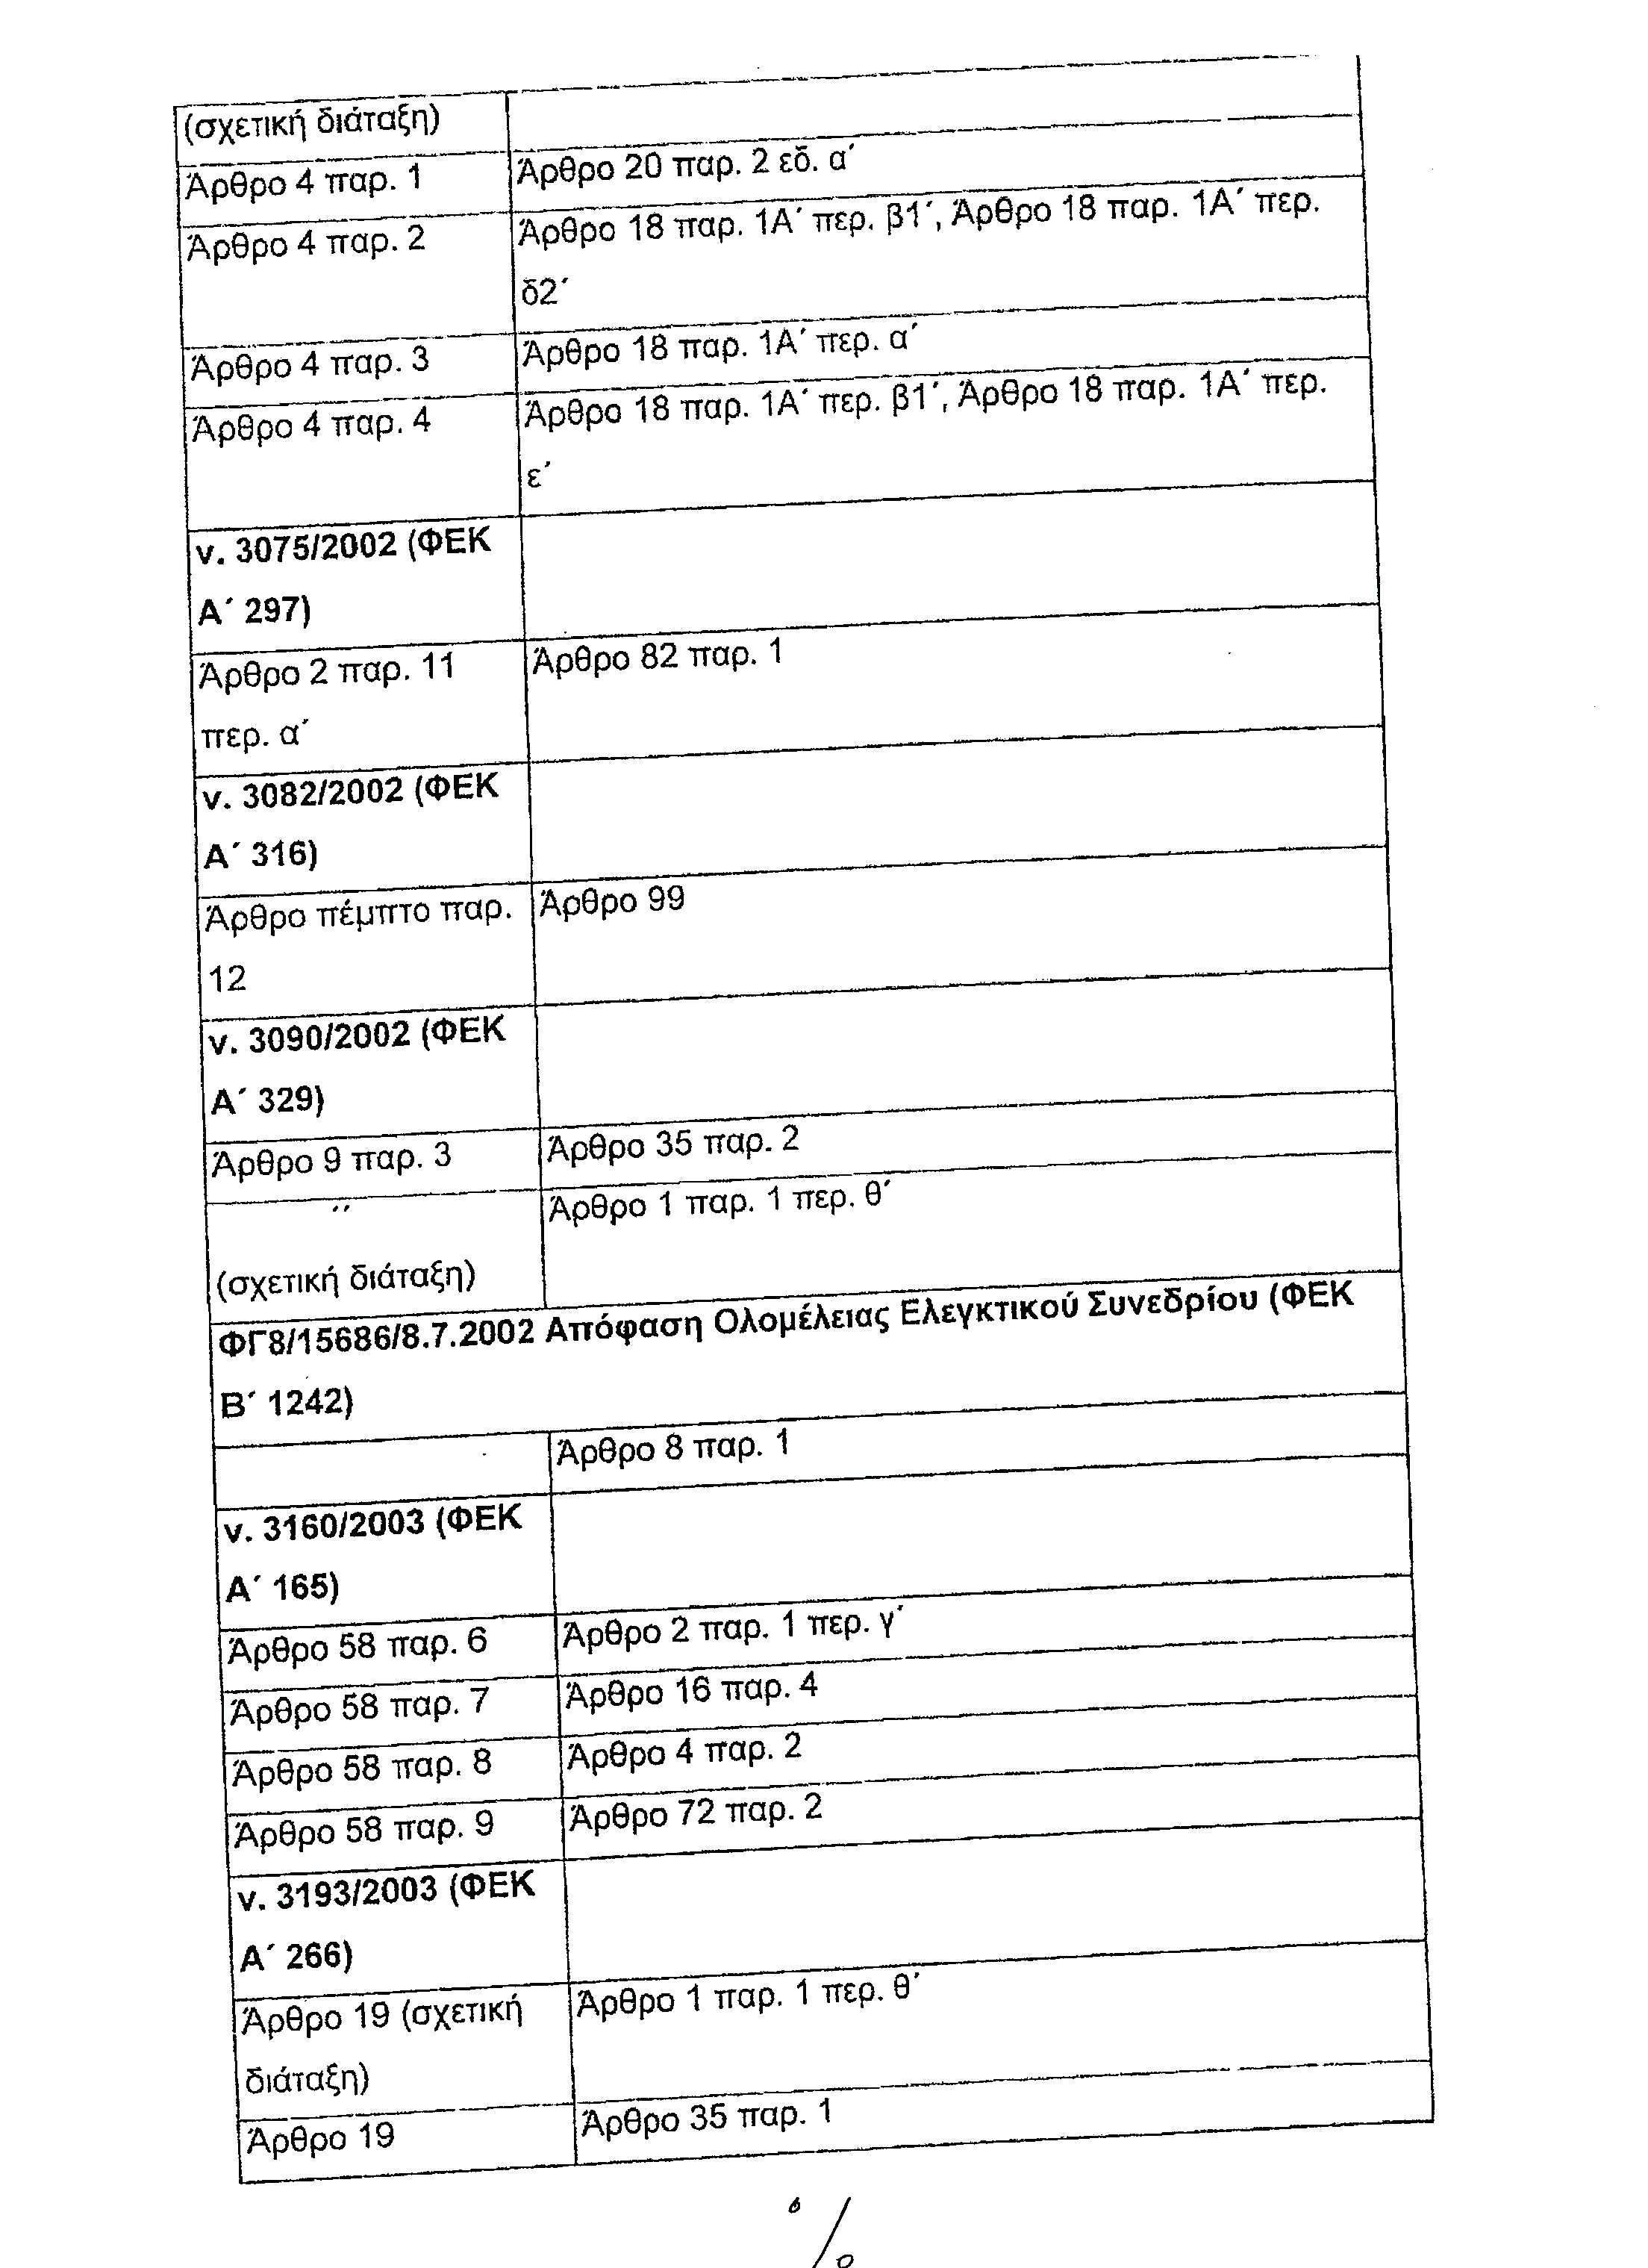 (σχετική διάταξη)
Άρθρο 4 παρ. 1 Άρθρο 20 παρ. 2 εδ. α΄
Άρθρο 4 παρ. 2 Άρθρο 18 παρ. 1Α΄ περ. β1΄, Άρθρο 18 παρ. 1Α΄ περ.
δ2΄
Άρθρο 4 παρ. 3 Άρθρο 18 παρ. 1Α΄ περ. α΄
Άρθρο 4 παρ. 4 Άρθρο 18 παρ. 1Α΄ περ. β1΄, Άρθρο 18 παρ. 1Α΄ περ.
ε΄
ν. 3075/2002 (ΦΕΚ
Α΄ 297)
Άρθρο 2 παρ. 11 Άρθρο 82 παρ. 1
περ. α΄
ν. 3082/2002 (ΦΕΚ
Α΄ 316)
Άρθρο πέμπτο παρ. Άρθρο 99
12
ν. 3090/2002 (ΦΕΚ
Α΄ 329)
Άρθρο 9 παρ. 3 Άρθρο 35 παρ. 2
΄΄ Άρθρο 1 παρ. 1 περ. θ΄
(σχετική διάταξη)
ΦΓ8/15686/8.7.2002 Απόφαση Ολομέλειας Ελεγκτικού Συνεδρίου (ΦΕΚ
Β΄ 1242)
Άρθρο 8 παρ. 1
ν. 3160/2003 (ΦΕΚ
Α΄ 165)
Άρθρο 58 παρ. 6 Άρθρο 2 παρ. 1 περ. γ΄
Άρθρο 58 παρ. 7 Άρθρο 16 παρ. 4
Άρθρο 58 παρ. 8 Άρθρο 4 παρ. 2
Άρθρο 58 παρ. 9 Άρθρο 72 παρ. 2
ν. 3193/2003 (ΦΕΚ
Α΄ 266)
Άρθρο 19 (σχετική Άρθρο 1 παρ. 1 περ. θ΄
διάταξη)
Άρθρο 19 Άρθρο 35 παρ. 1
%